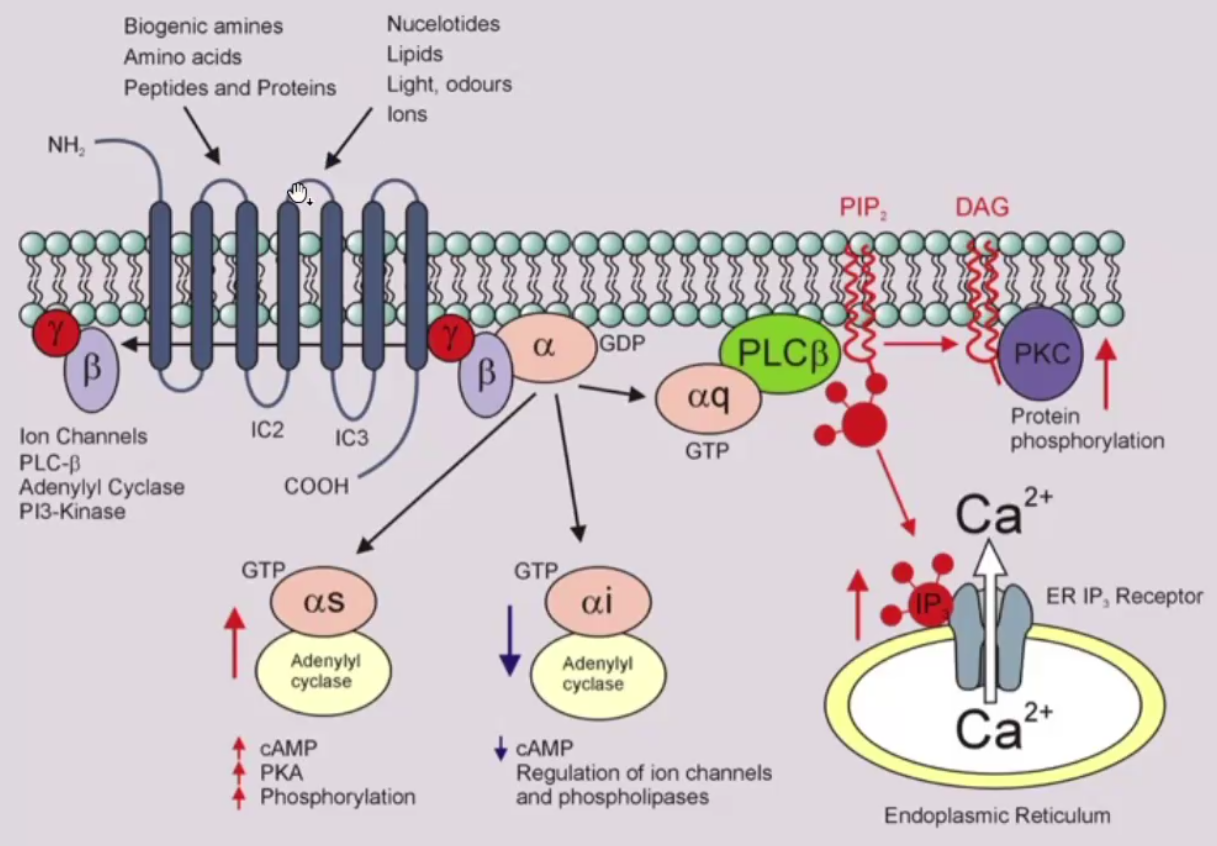 Biogenic amines
Amino acids
Peptides and Proteins
Nucelotides
Lipids
Light, odours
Ions
NH₂
PIP₂
DAG
γ
β
γ
β
α
GDP
PLCβ
αq
GTP
PKC
Protein
phosphorylation
Ion Channels
PLC-β
Adenylyl Cyclase
PI3-Kinase
IC2
IC3
COOH
GTP
αs
Adenylyl
cyclase
cAMP
PKA
Phosphorylation
GTP
αi
Adenylyl
cyclase
cAMP
Regulation of ion channels
and phospholipases
Ca²⁺
IP₃
ER IP₃ Receptor
Ca²⁺
Endoplasmic Reticulum